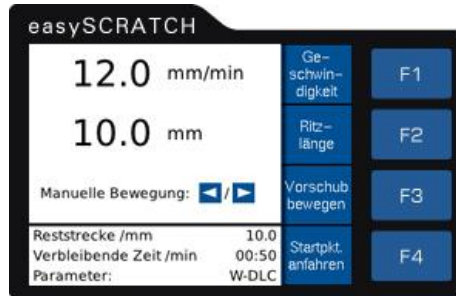 easySCRATCH
12.0 mm/min
Ge-
schwin-
digkeit
F1
10.0 mm
Ritz-
länge
F2
Manuelle Bewegung: ◄ / ►
Vorschub
bewegen
F3
Reststrecke /mm 10.0
Verbleibende Zeit /min 00:50
Parameter: W-DLC
Startpkt.
anfahren
F4